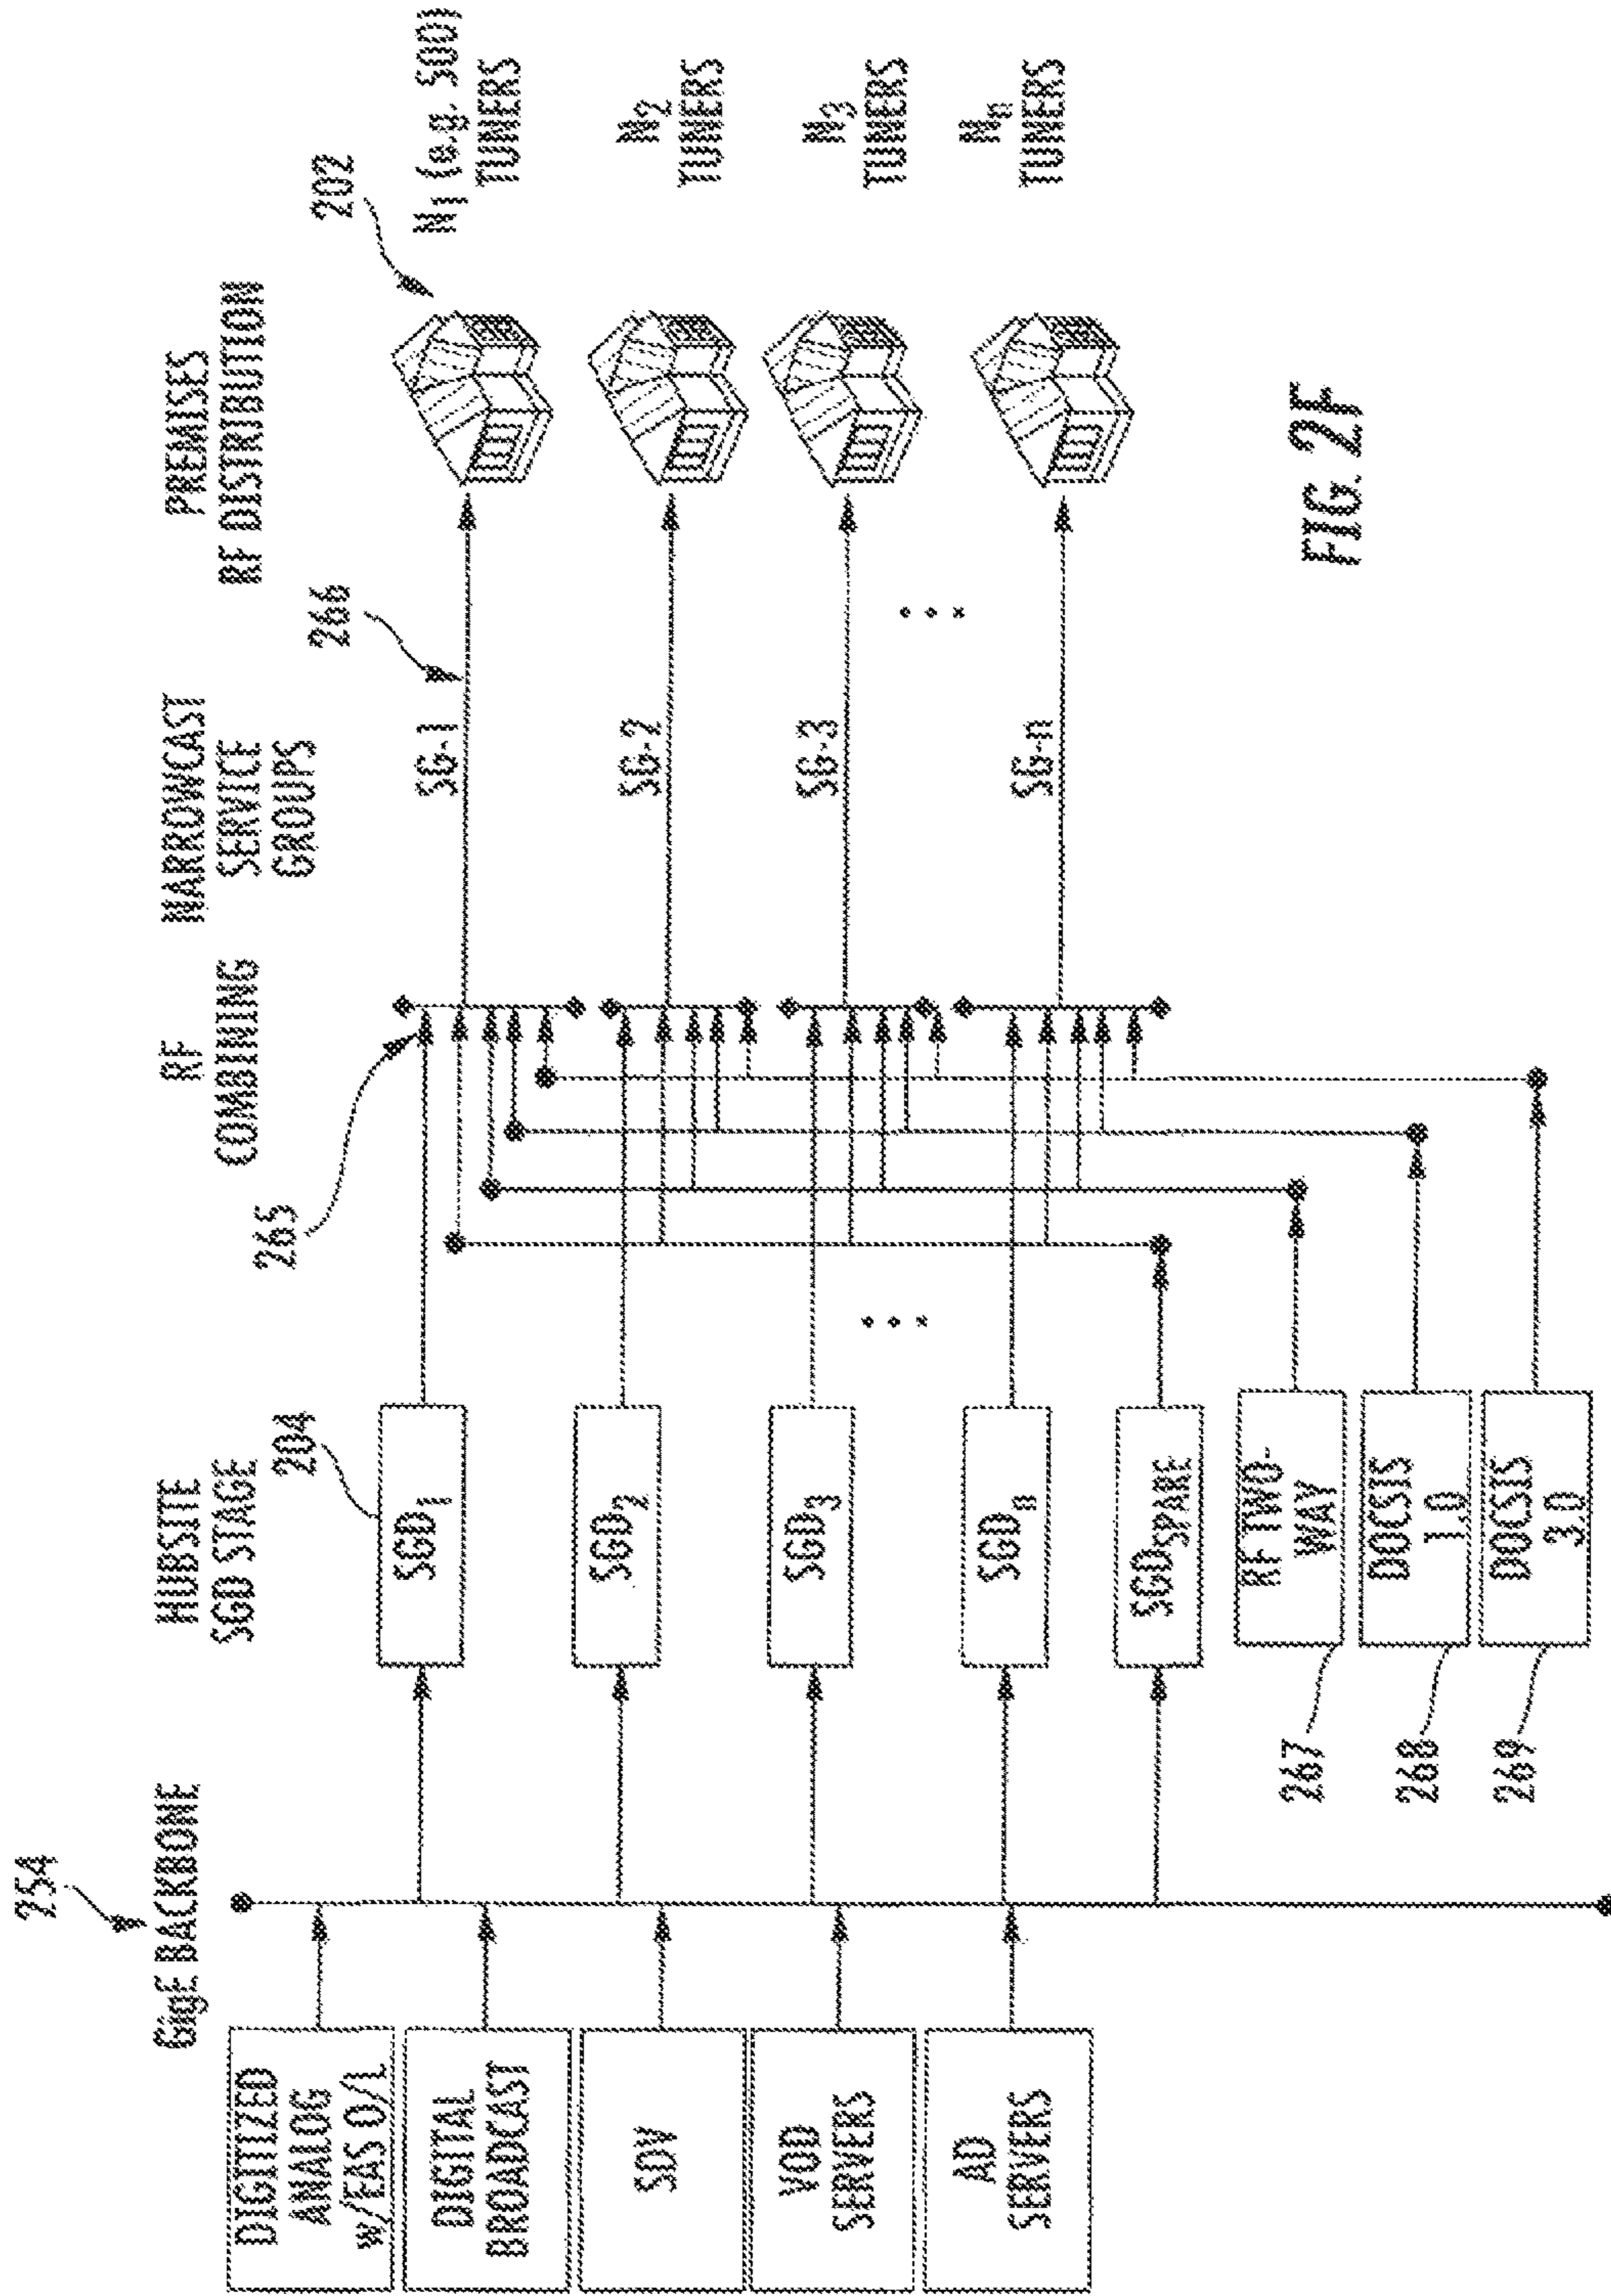 254
GigE BACKBONE
HUBSITE
SGD STAGE
RF
COMBINING
NARROWCAST
SERVICE
GROUPS
PREMISES
RF DISTRIBUTION
204
265
266
202
DIGITIZED
ANALOG
w/EAS O/L
DIGITAL
BROADCAST
SDV
VOD
SERVERS
AD
SERVERS
SGD1
SGD2
SGD3
SGDn
SGDSPARE
RF TWO-
WAY
DOCSIS
1.0
DOCSIS
3.0
267
268
269
SG-1
SG-2
SG-3
SG-n
N1 (e.g. 500)
TUNERS
N2
TUNERS
N3
TUNERS
Nn
TUNERS
FIG. 2F